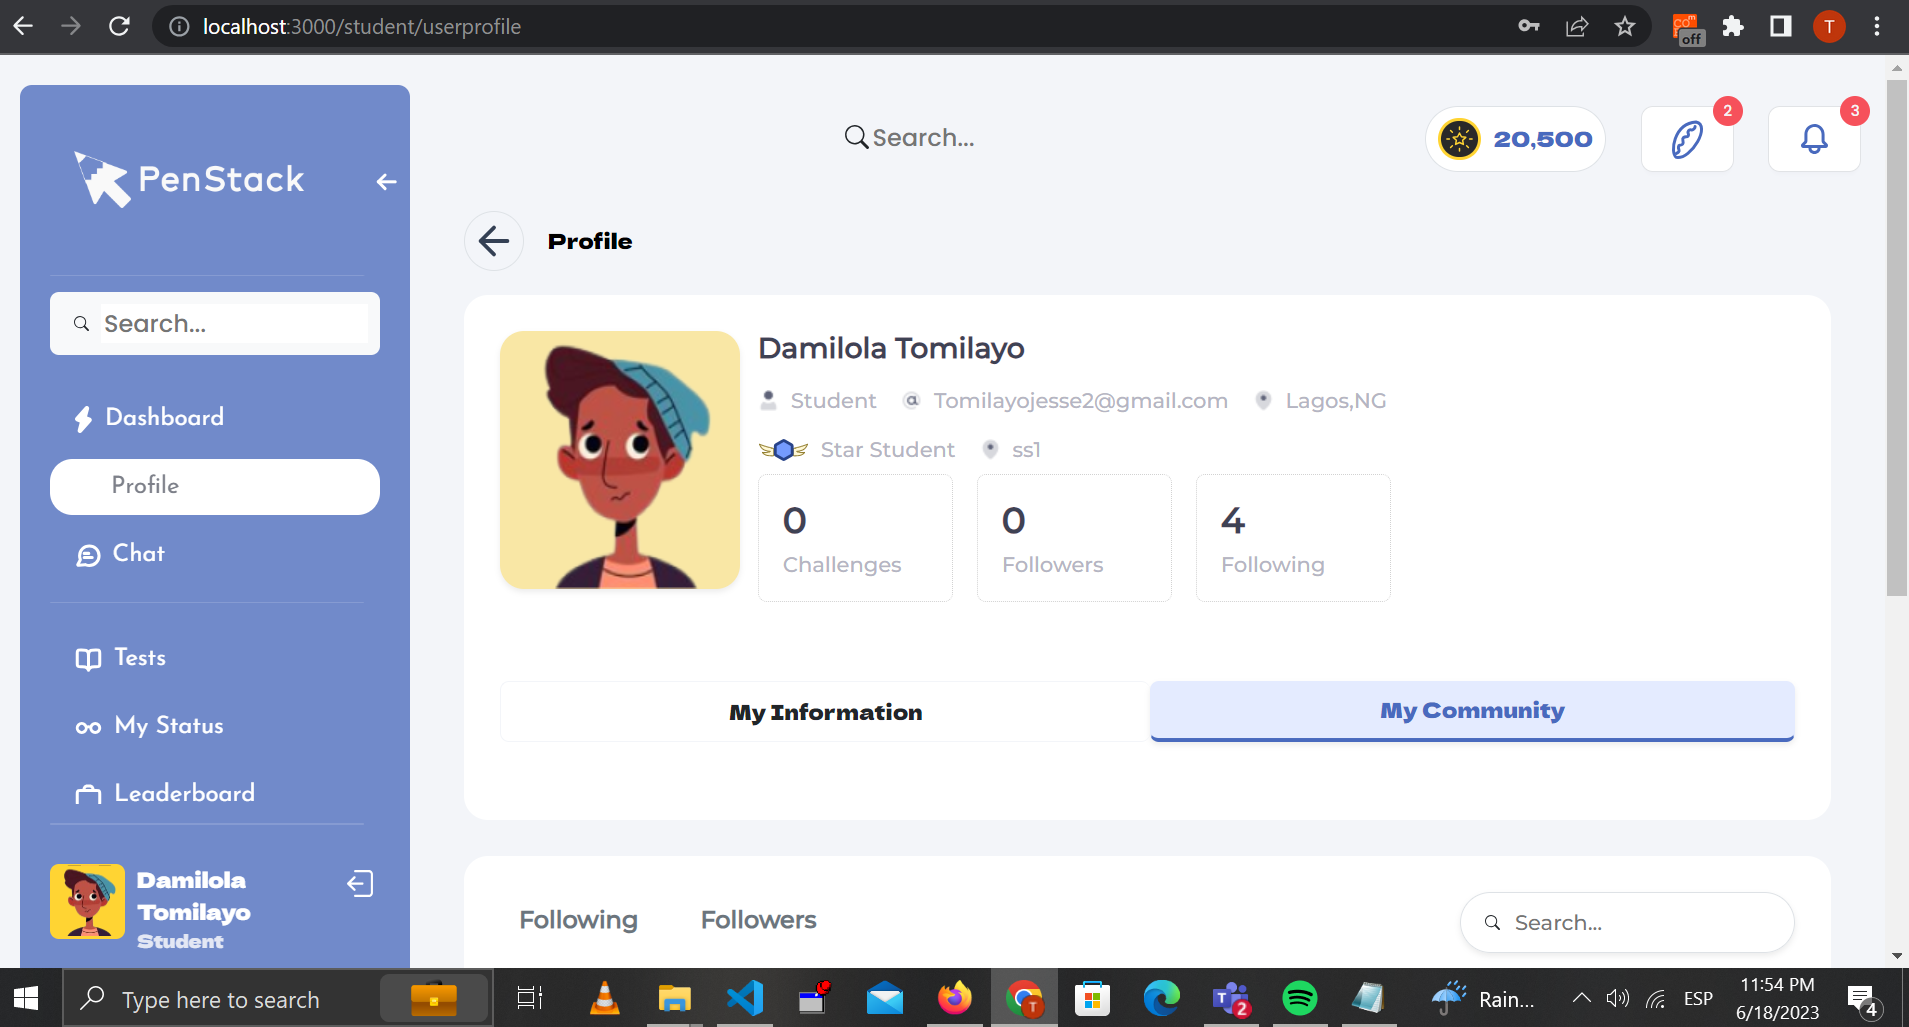 localhost:3000/student/userprofile
off
T
PenStack
Search...
20,500
2
3
Profile
Search...
Dashboard
Profile
Chat
Tests
My Status
Leaderboard
Damilola
Tomilayo
Student
Damilola Tomilayo
Student Tomilayojesse2@gmail.com Lagos,NG
Star Student ss1
0
Challenges
0
Followers
4
Following
My Information
My Community
Following Followers
Search...
Type here to search
T
T
2
Rain...
ESP
11:54 PM
6/18/2023
4